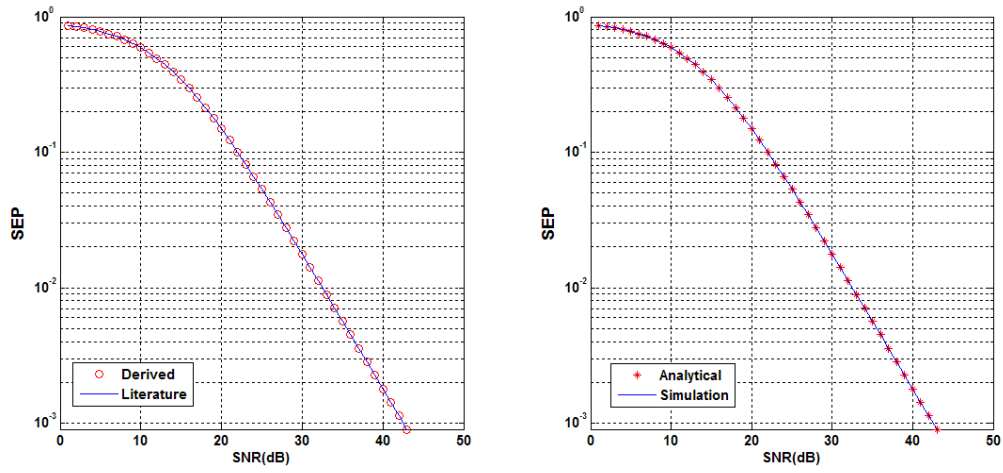 10^0
10^-1
SEP
10^-2
10^-3
Derived
Literature
0 10 20 30 40 50
SNR(dB)
10^0
10^-1
SEP
10^-2
10^-3
Analytical
Simulation
0 10 20 30 40 50
SNR(dB)